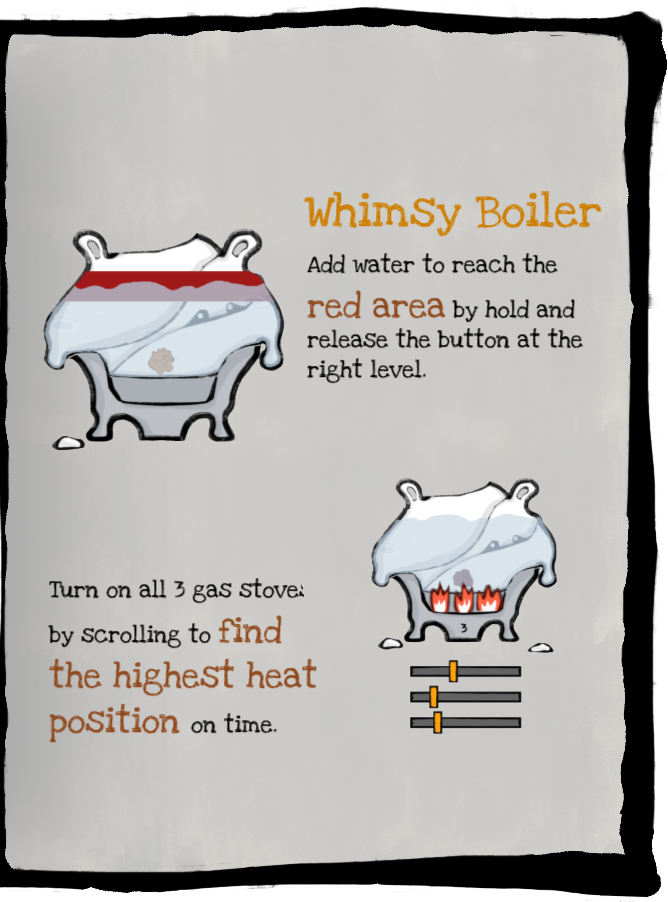 Whimsy Boiler
Add water to reach the
red area by hold and
release the button at the
right level.
Turn on all 3 gas stoves
by scrolling to find
the highest heat
position on time.
3